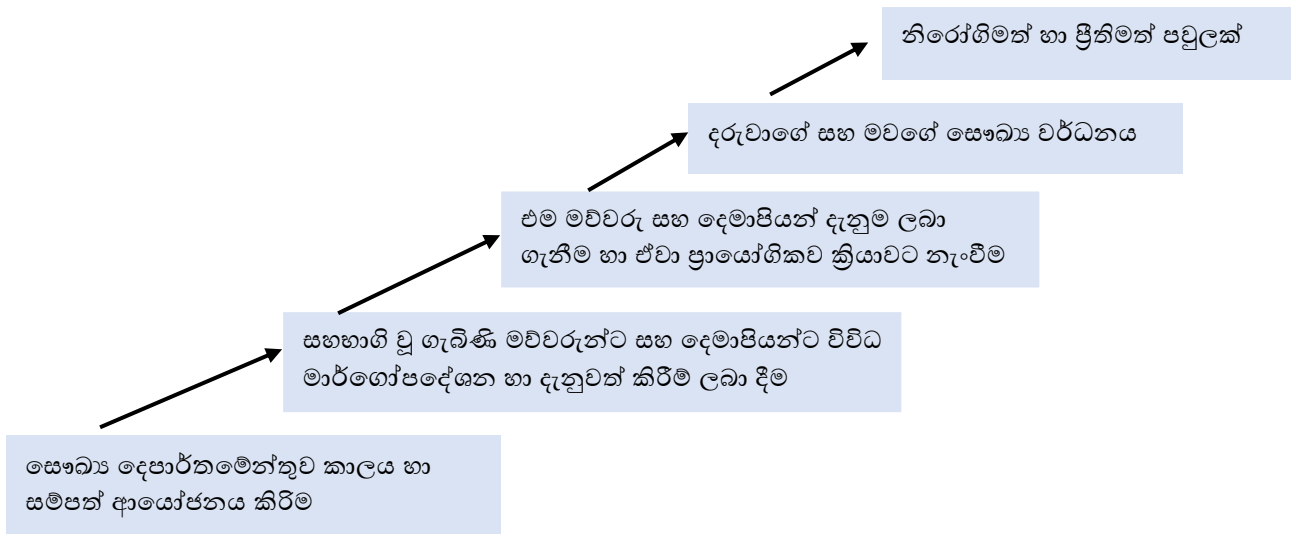 නිරෝගිමත් හා ප්‍රීතිමත් පවුලක්
දරුවාගේ සහ මවගේ සෞඛ්‍ය වර්ධනය
එම මව්වරු සහ දෙමාපියන් දැනුම ලබා
ගැනීම හා ඒවා ප්‍රායෝගිකව ක්‍රියාවට නැංවීම
සහභාගි වූ ගැබිණි මව්වරුන්ට සහ දෙමාපියන්ට විවිධ
මාර්ගෝපදේශන හා දැනුවත් කිරීම් ලබා දීම
සෞඛ්‍ය දෙපාර්තමේන්තුව කාලය හා
සම්පත් ආයෝජනය කිරිම